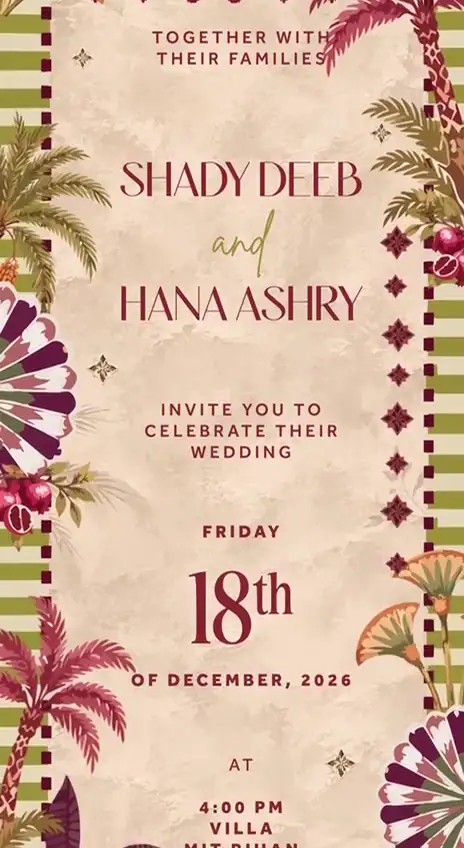 TOGETHER WITH
THEIR FAMILIES
SHADY DEEB
and
HANA ASHRY
INVITE YOU TO
CELEBRATE THEIR
WEDDING
FRIDAY
18th
OF DECEMBER, 2026
AT
4:00 PM
VILLA